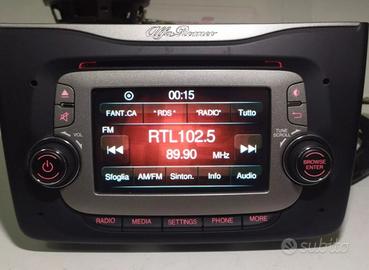 Alfa Romeo
00:15
FANT.CA "RDS" "RADIO" Tutto
VOL
FM
TUNE SCROLL
RTL102.5
89.90 MHz
BROWSE ENTER
Sfoglia AM/FM Sinton. Info Audio
RADIO MEDIA SETTINGS PHONE MORE
subito